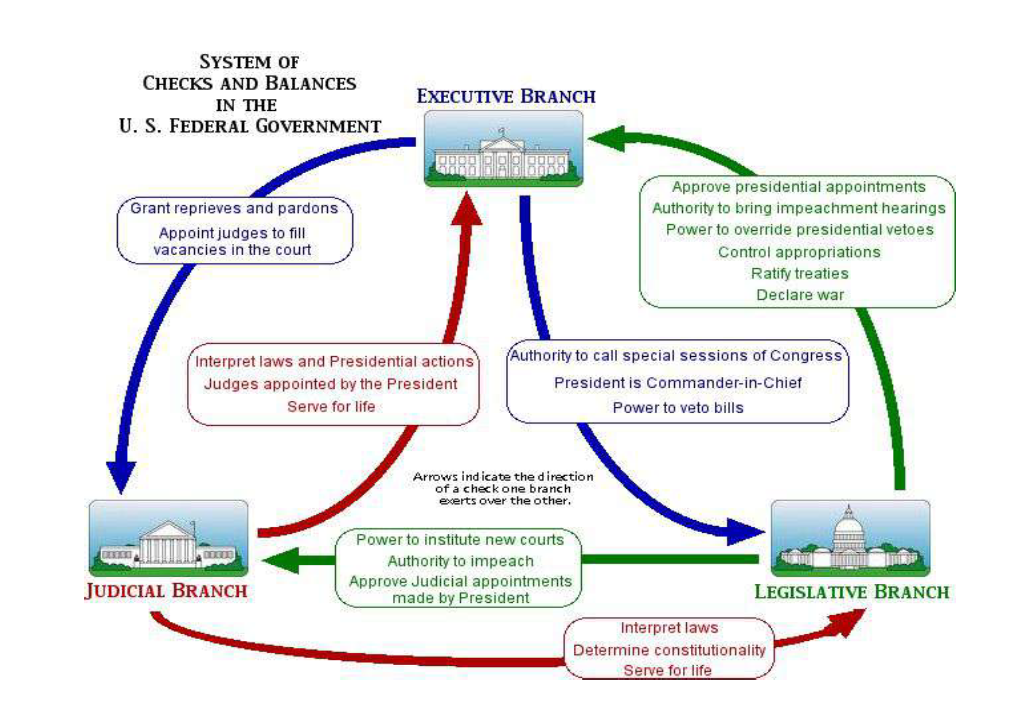 SYSTEM OF
CHECKS AND BALANCES
IN THE
U. S. FEDERAL GOVERNMENT
EXECUTIVE BRANCH
Grant reprieves and pardons
Appoint judges to fill
vacancies in the court
Approve presidential appointments
Authority to bring impeachment hearings
Power to override presidential vetoes
Control appropriations
Ratify treaties
Declare war
Interpret laws and Presidential actions
Judges appointed by the President
Serve for life
Authority to call special sessions of Congress
President is Commander-in-Chief
Power to veto bills
Arrows indicate the direction
of a check one branch
exerts over the other.
JUDICIAL BRANCH
Power to institute new courts
Authority to impeach
Approve Judicial appointments
made by President
LEGISLATIVE BRANCH
Interpret laws
Determine constitutionality
Serve for life